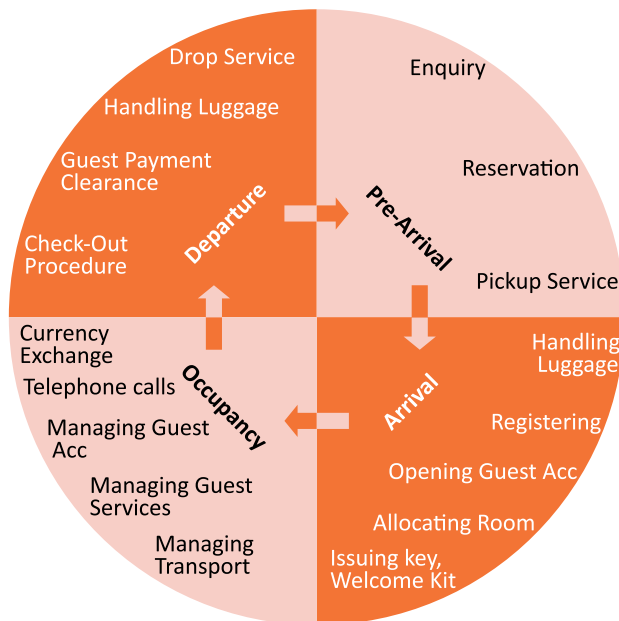 Drop Service
Handling Luggage
Guest Payment
Clearance
Check-Out
Procedure
Departure
Enquiry
Reservation
Pickup Service
Pre-Arrival
Handling
Luggage
Registering
Opening Guest Acc
Allocating Room
Issuing key,
Welcome Kit
Arrival
Currency
Exchange
Telephone calls
Managing Guest
Acc
Managing Guest
Services
Managing
Transport
Occupancy